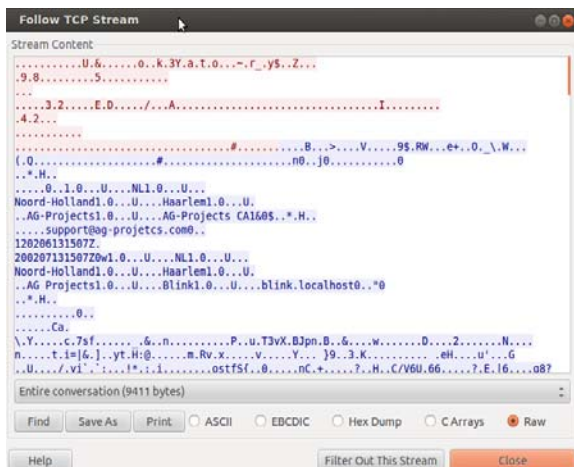 Follow TCP Stream
Stream Content
..........U.&......o..k.3Y.a.t.o...~.r_.y$..Z...
.9.8.........5...........
...
.....3.2.....E.D...../...A................................I.........
.4.2...
...........
..................................#.......
(.Q....................#....................n0..j0...........0
..*.H..
.....0..1.0...U....NL1.0...U...
Noord-Holland1.0...U....Haarlem1.0...U.
..AG-Projects1.0...U....AG-Projects CA1&0$..*.H..
.....support@ag-projetcs.com0..
120206131507Z.
200207131507Z0w1.0...U....NL1.0...U...
Noord-Holland1.0...U....Haarlem1.0...U.
..AG Projects1.0...U....Blink1.0...U....blink.localhost0.."0
..*.H..
..........0..
......Ca.
Entire conversation (9411 bytes)
Find
Save As
Print
ASCII
EBCDIC
Hex Dump
C Arrays
Raw
Help
Filter Out This Stream
Close